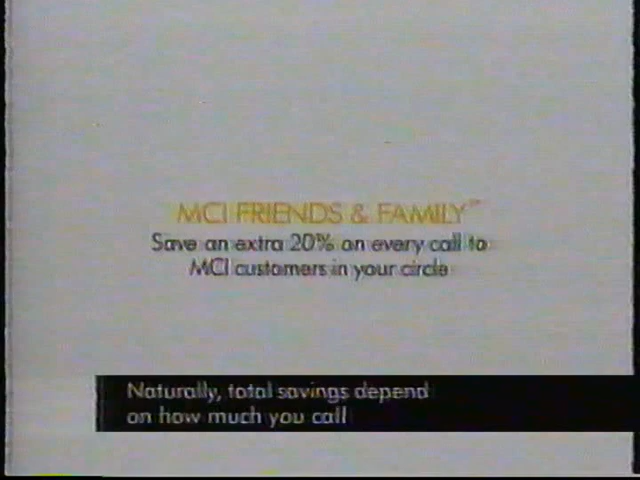 MCI FRIENDS & FAMILY℠
Save an extra 20% on every call to
MCI customers in your circle
Naturally, total savings depend
on how much you call